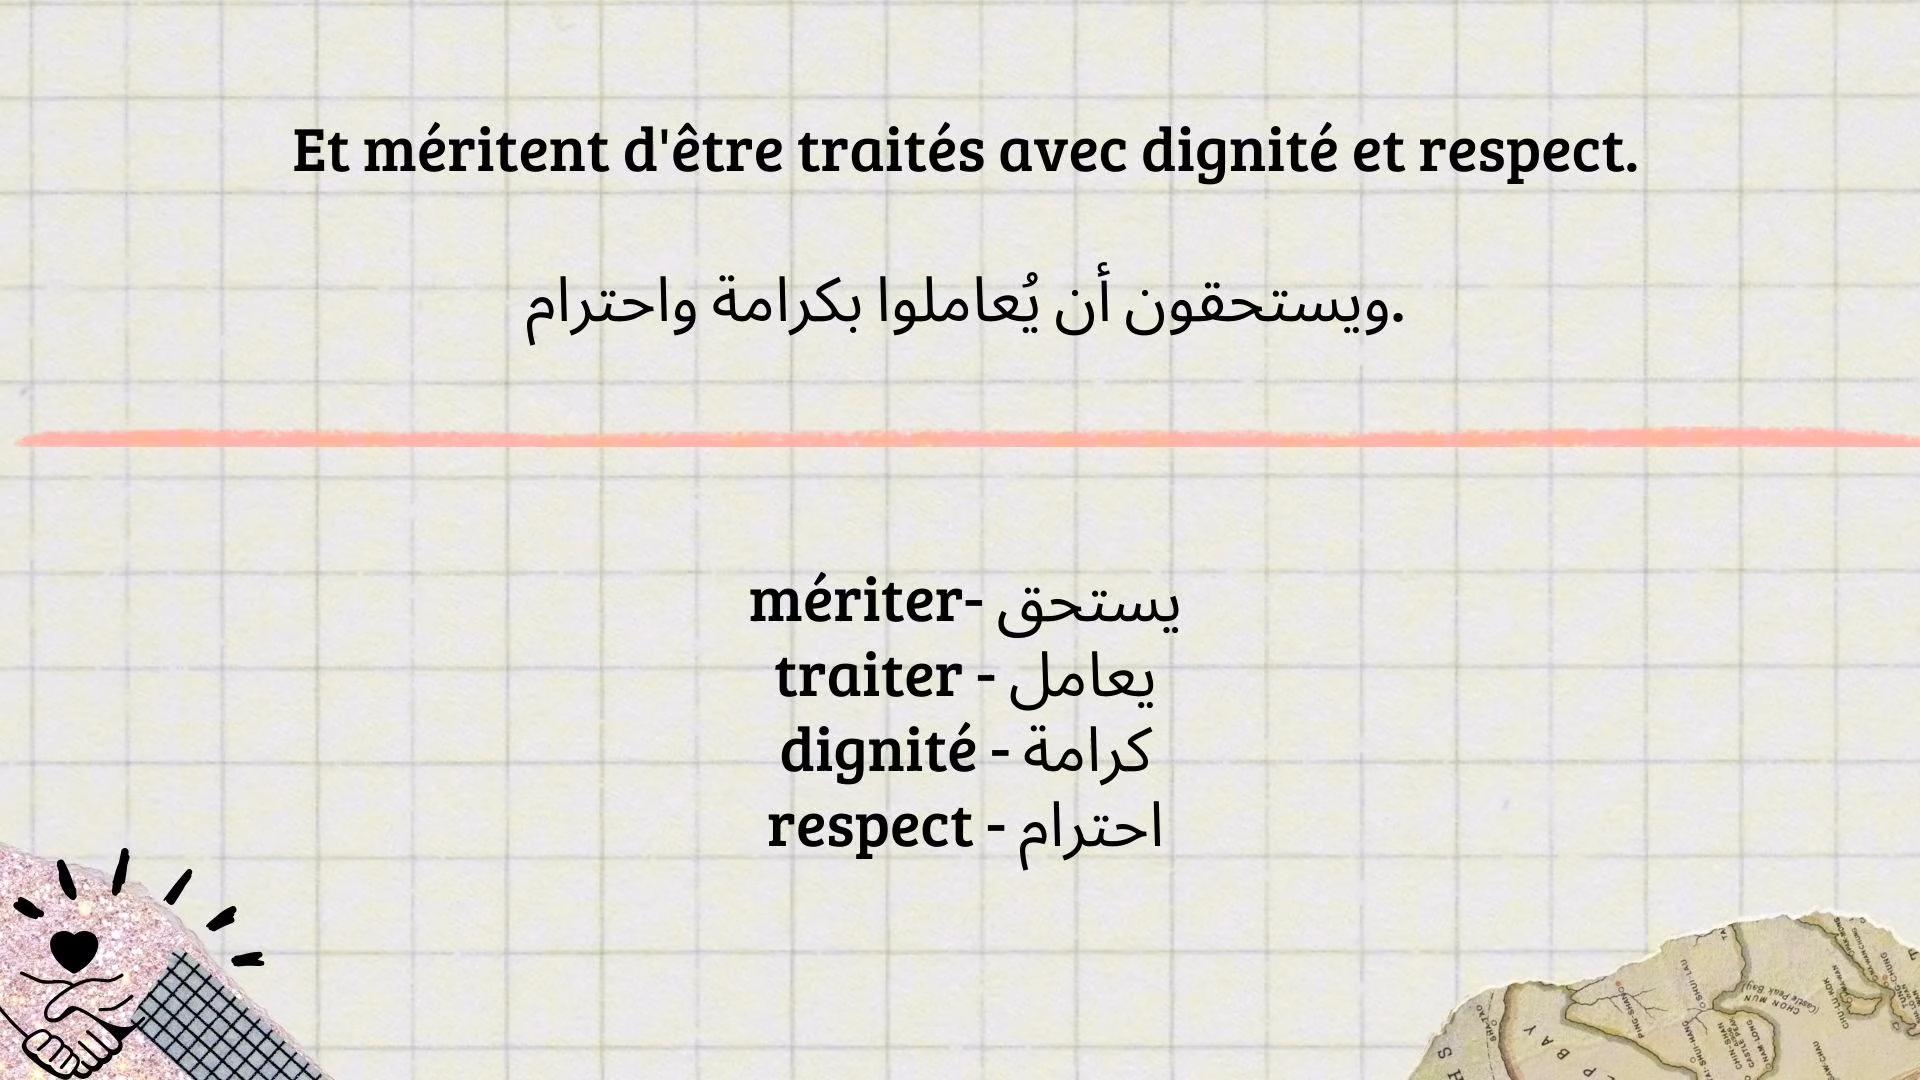 Et méritent d'être traités avec dignité et respect.
ويستحقون أن يُعاملوا بكرامة واحترام.
mériter- يستحق
traiter - يعامل
dignité - كرامة
respect - احترام